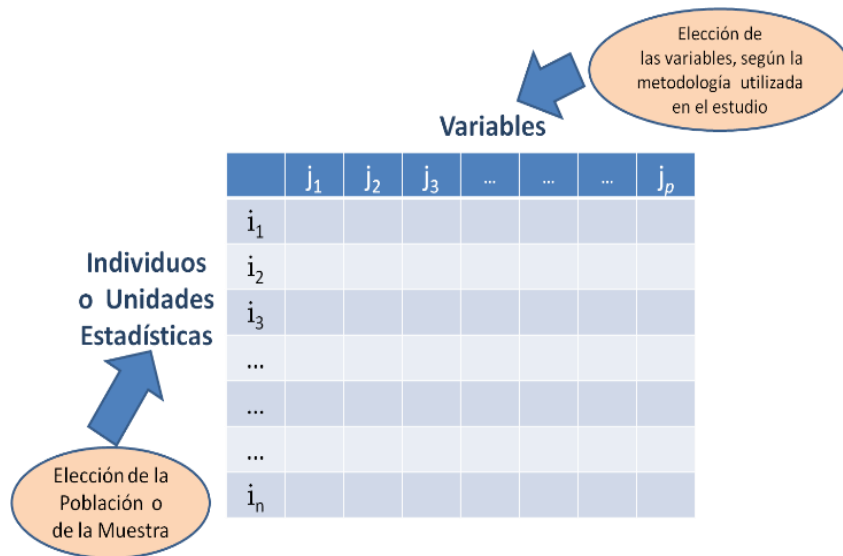 Elección de
las variables, según la
metodología utilizada
en el estudio
Variables
j1 j2 j3 ... ... ... jp
i1
i2
i3
...
...
...
in
Individuos
o Unidades
Estadísticas
Elección de la
Población o
de la Muestra